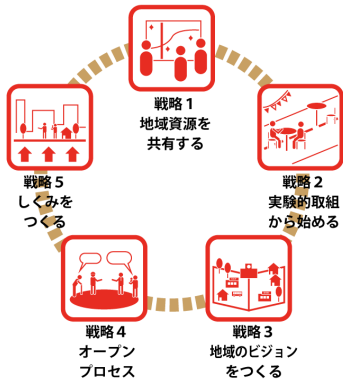 戦略１
地域資源を
共有する
戦略２
実験的取組
から始める
戦略３
地域のビジョン
をつくる
戦略４
オープン
プロセス
戦略５
しくみを
つくる